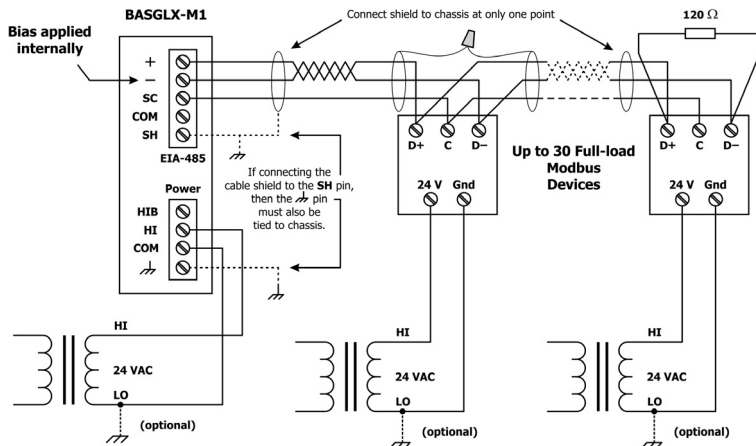 BASGLX-M1
Connect shield to chassis at only one point
120 Ω
Bias applied
internally
+
−
SC
COM
SH
EIA-485
If connecting the
cable shield to the SH pin,
then the pin
must also be
tied to chassis.
D+ C D−
24 V Gnd
Up to 30 Full-load
Modbus
Devices
D+ C D−
24 V Gnd
Power
HIB
HI
COM
HI
24 VAC
LO
(optional)
HI
24 VAC
LO
(optional)
HI
24 VAC
LO
(optional)